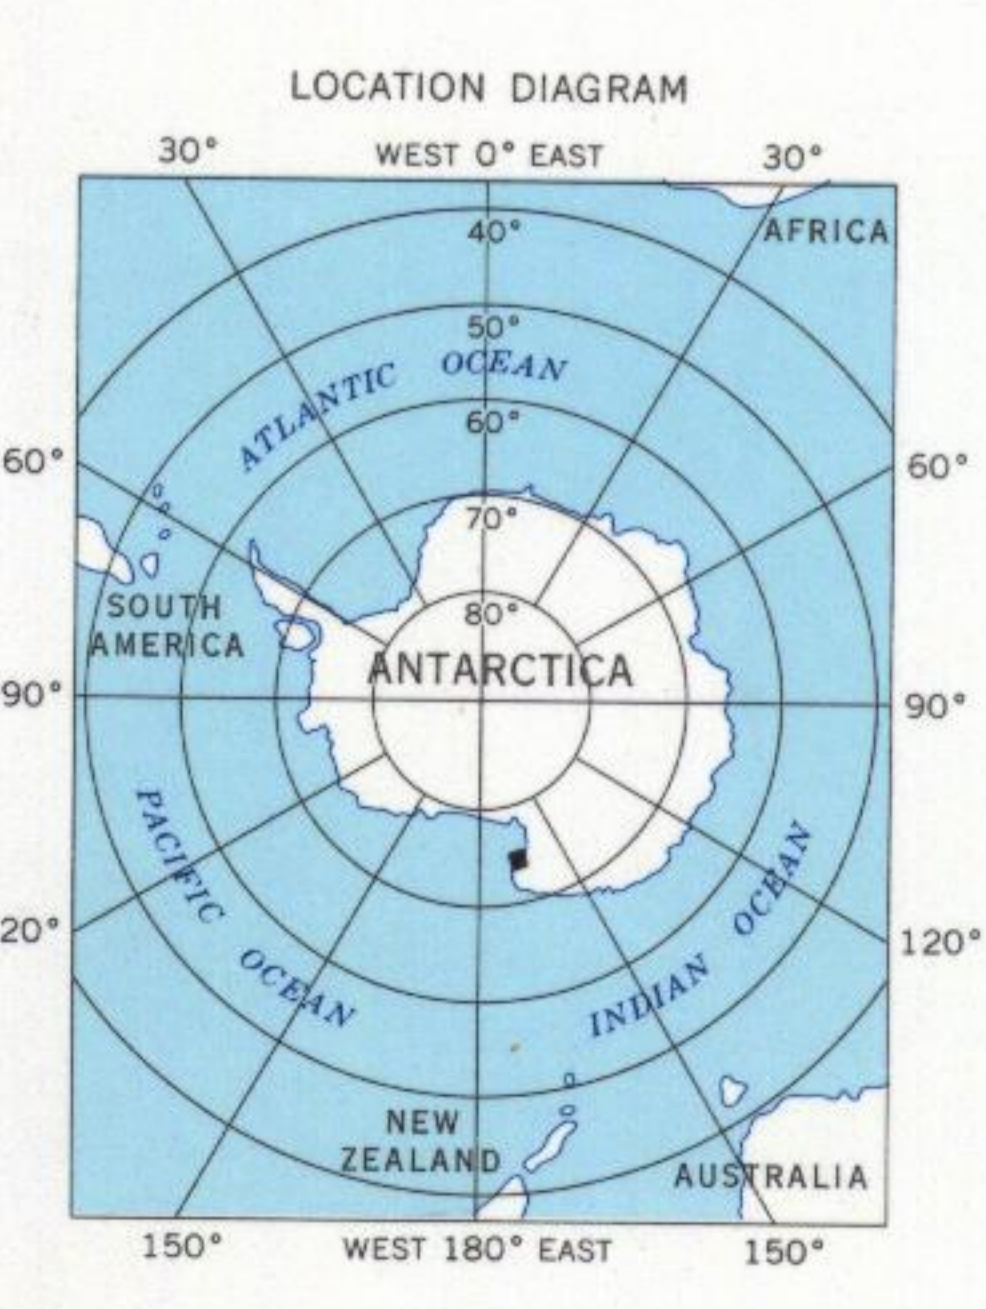 LOCATION DIAGRAM
30° WEST 0° EAST 30°
AFRICA
40°
50°
ATLANTIC OCEAN
60°
60° 60°
70°
80°
SOUTH
AMERICA
ANTARCTICA
90° 90°
PACIFIC OCEAN
INDIAN OCEAN
20° 120°
NEW
ZEALAND
AUSTRALIA
150° WEST 180° EAST 150°